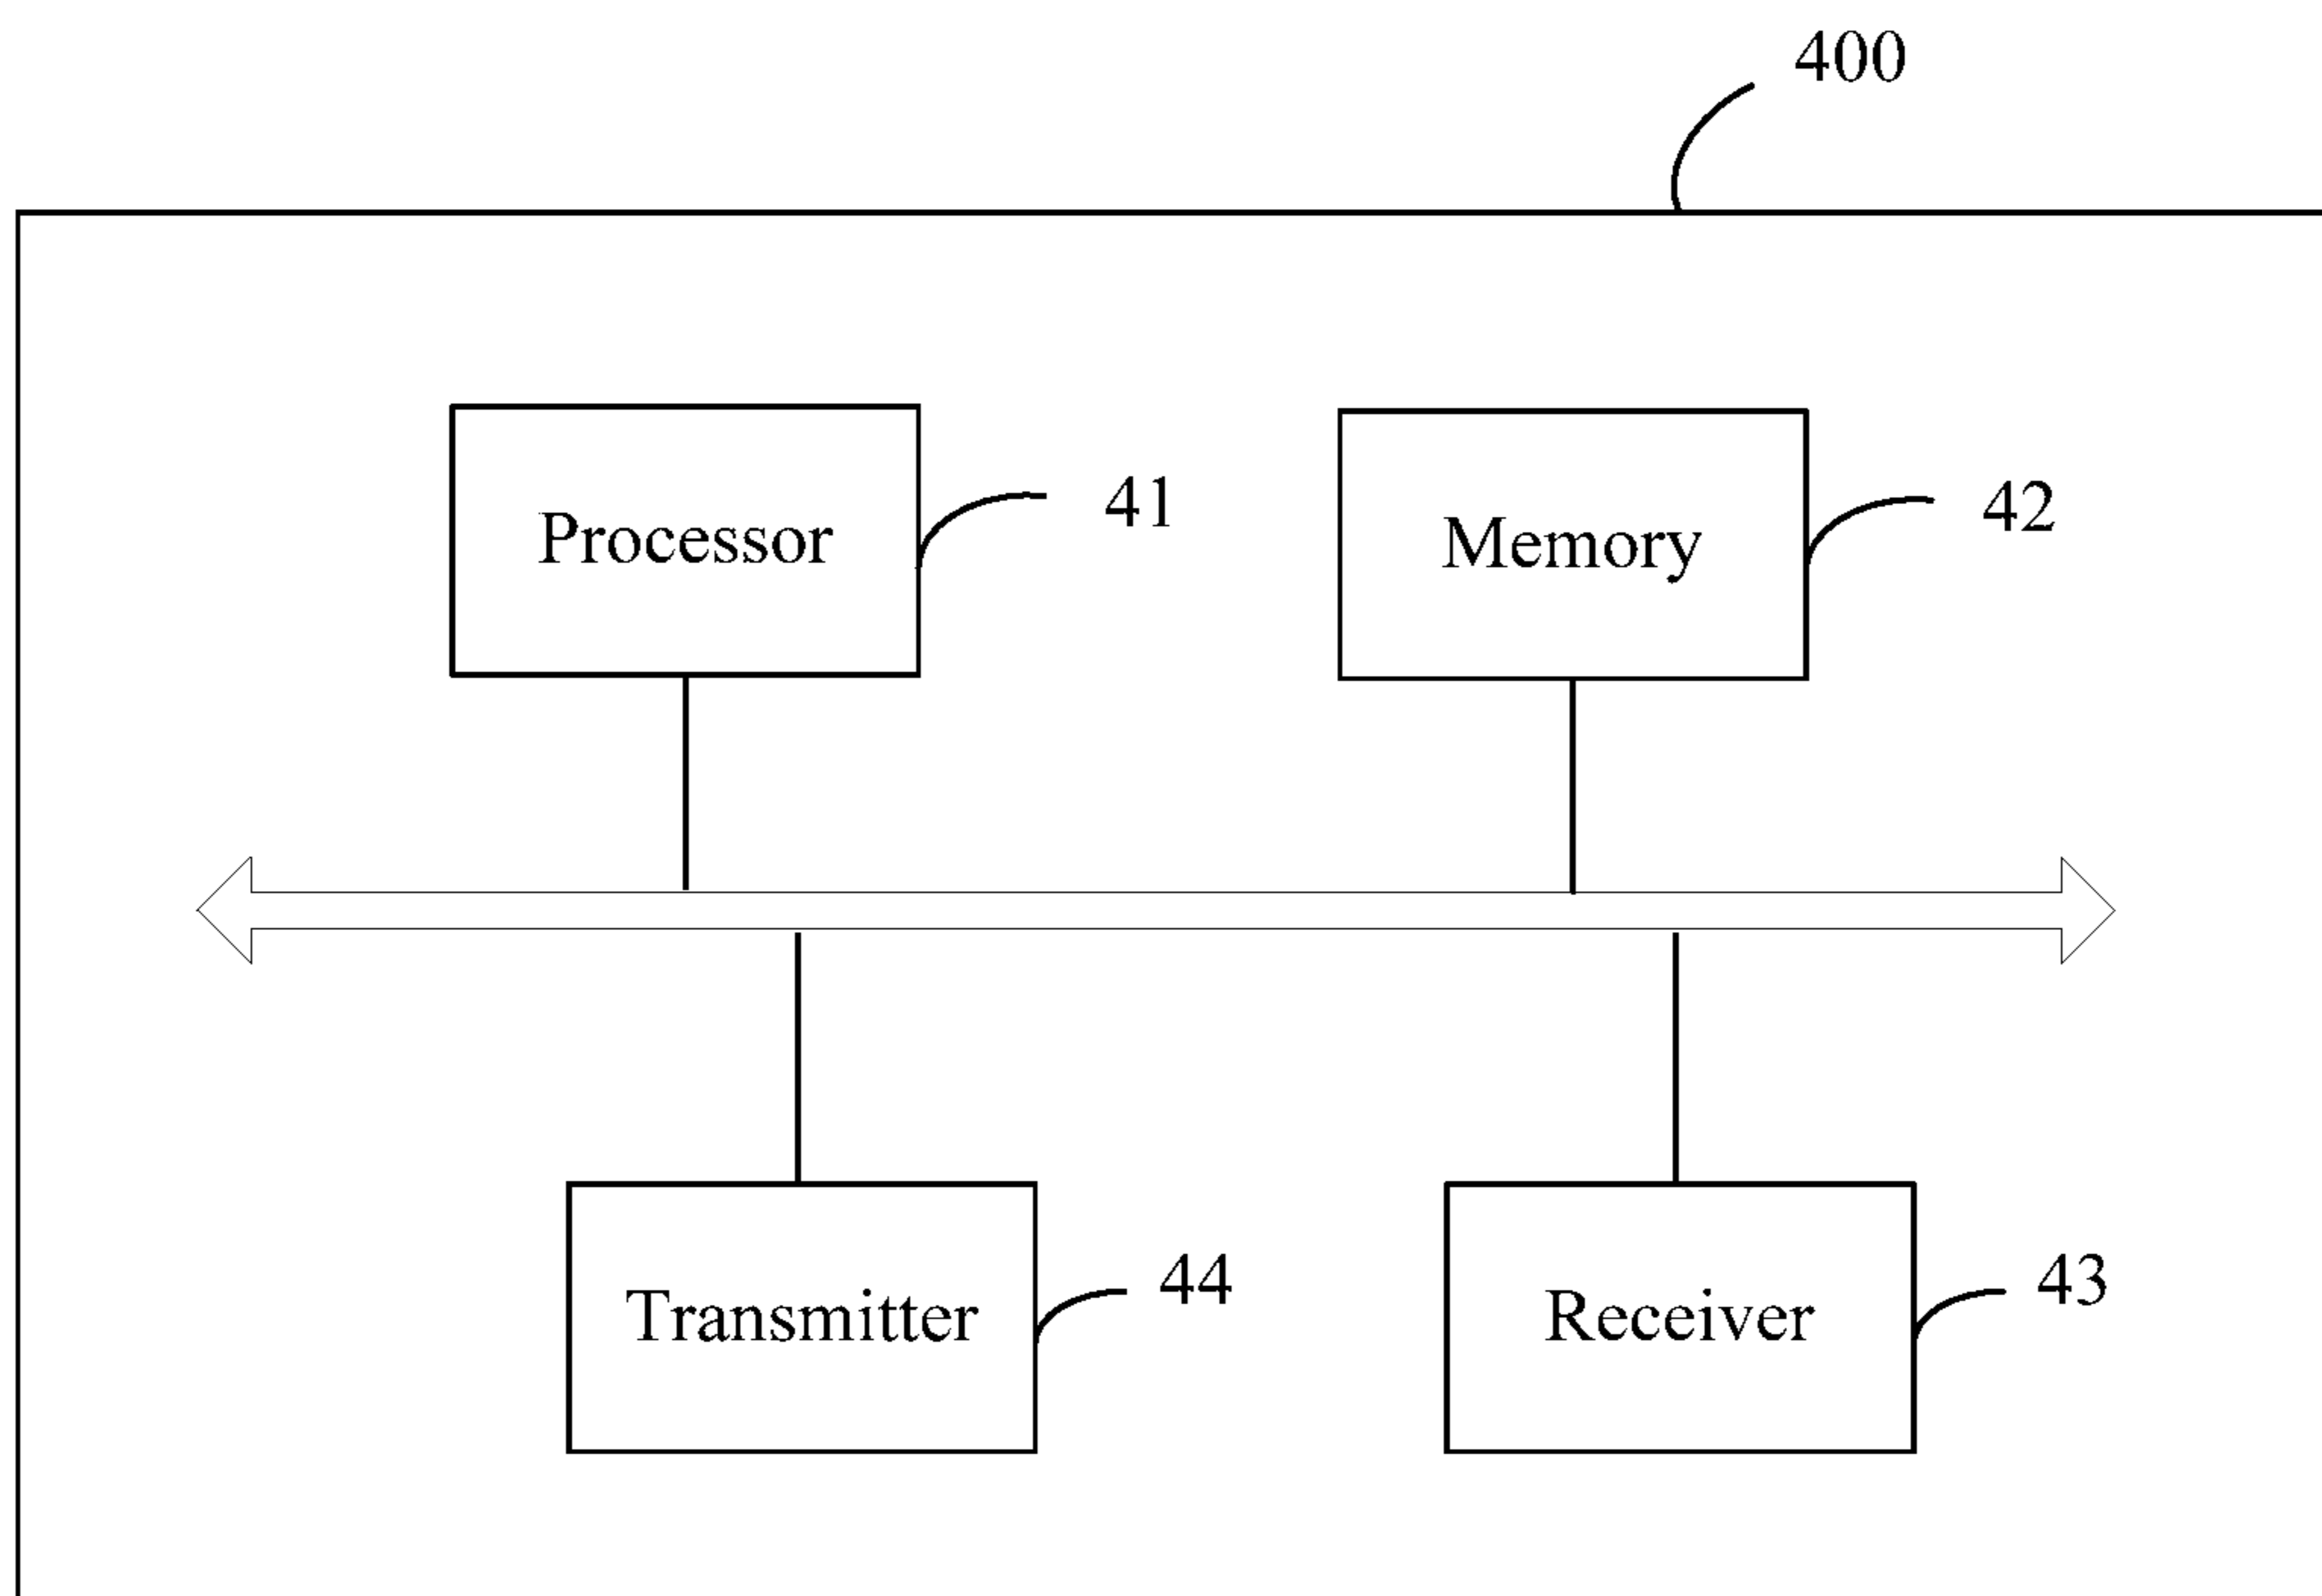 400
Processor
41
Memory
42
Transmitter
44
Receiver
43